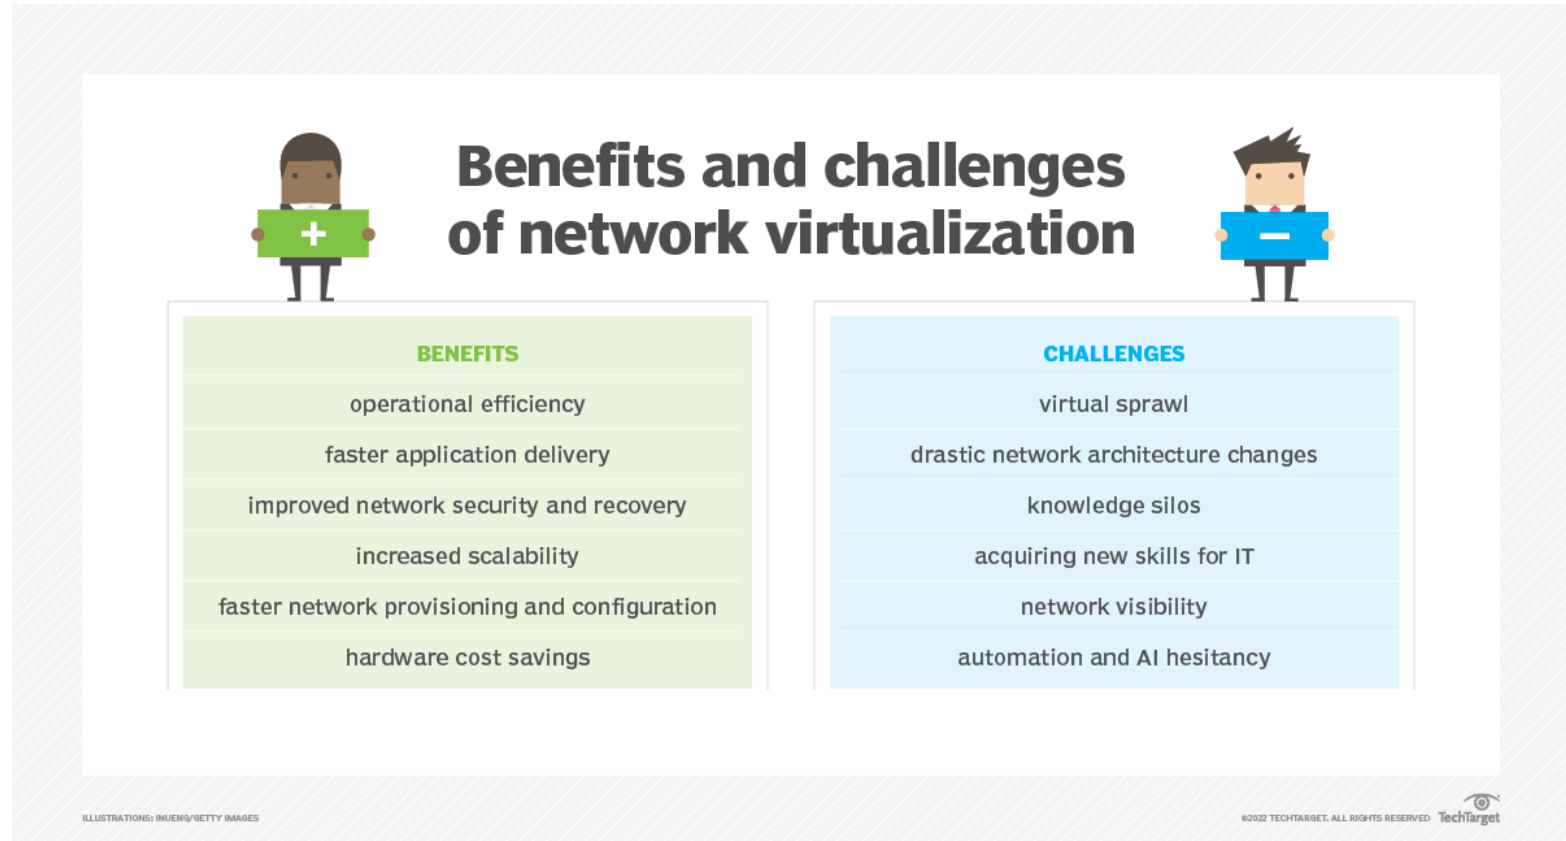 Benefits and challenges
of network virtualization
+
−
BENEFITS
operational efficiency
faster application delivery
improved network security and recovery
increased scalability
faster network provisioning and configuration
hardware cost savings
CHALLENGES
virtual sprawl
drastic network architecture changes
knowledge silos
acquiring new skills for IT
network visibility
automation and AI hesitancy
ILLUSTRATIONS: INUENG/GETTY IMAGES
©2022 TECHTARGET. ALL RIGHTS RESERVED TechTarget